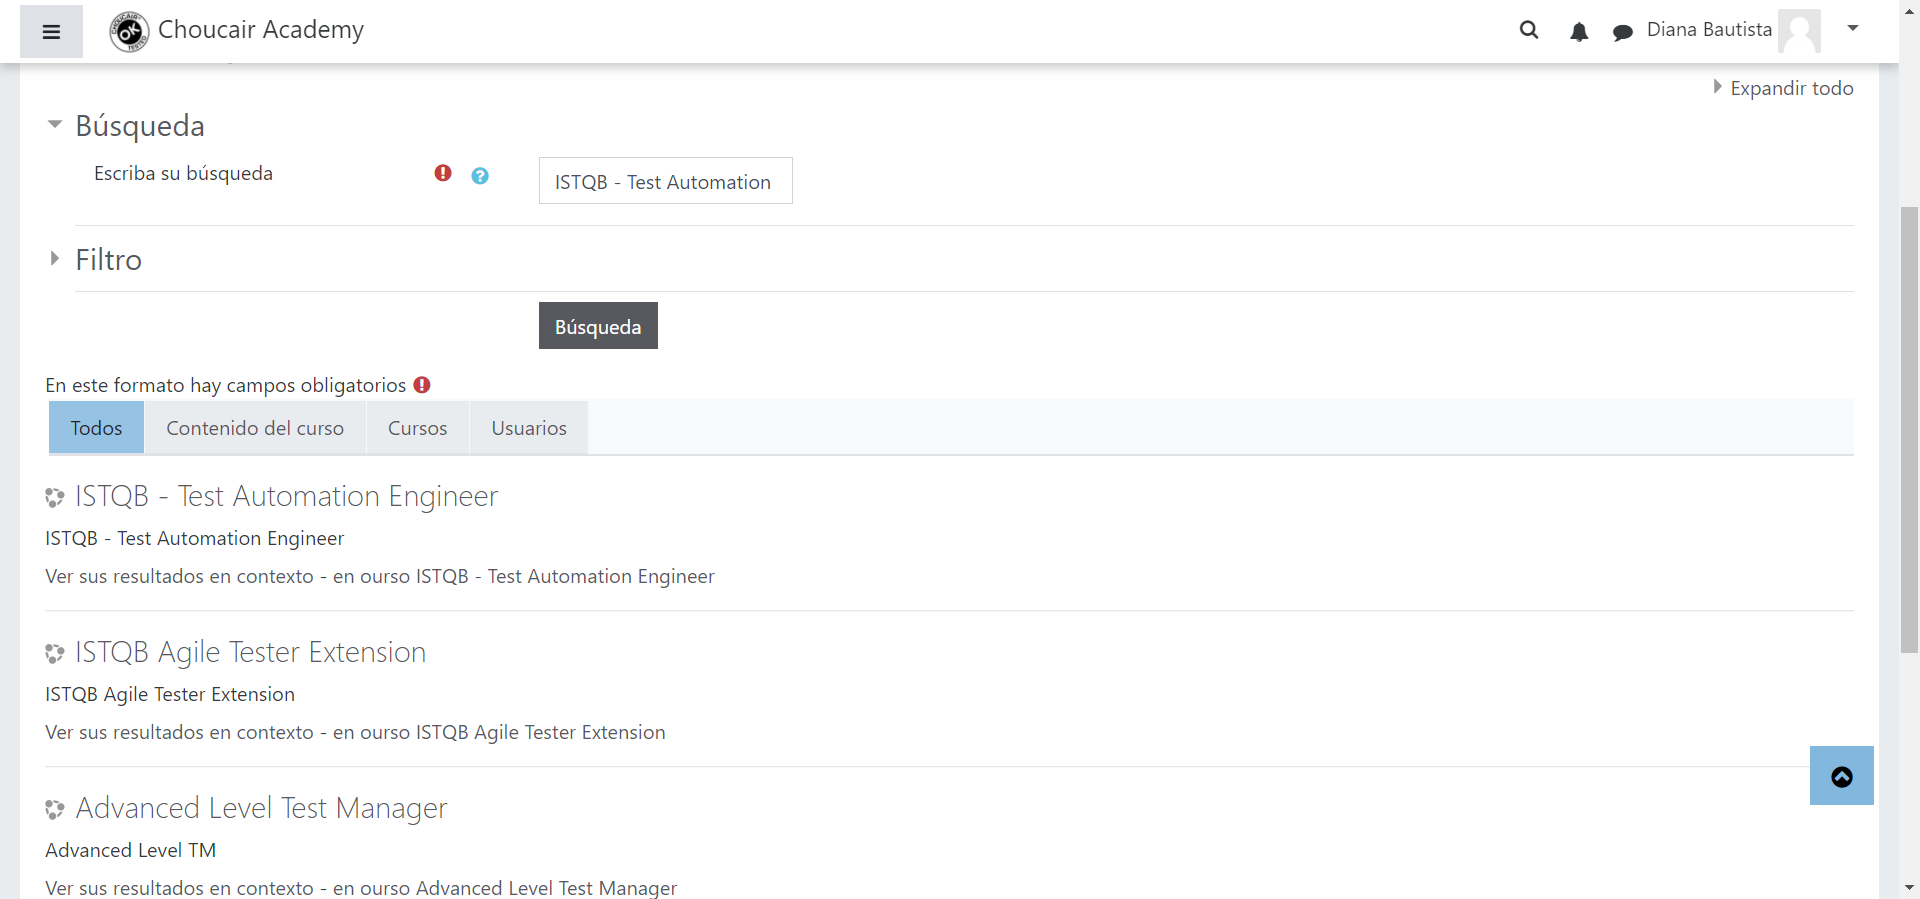 CHOUCAIR
OK
TESTED
Choucair Academy
Diana Bautista
Expandir todo
Búsqueda
Escriba su búsqueda
ISTQB - Test Automation
Filtro
Búsqueda
En este formato hay campos obligatorios
Todos
Contenido del curso
Cursos
Usuarios
ISTQB - Test Automation Engineer
ISTQB - Test Automation Engineer
Ver sus resultados en contexto - en ourso ISTQB - Test Automation Engineer
ISTQB Agile Tester Extension
ISTQB Agile Tester Extension
Ver sus resultados en contexto - en ourso ISTQB Agile Tester Extension
Advanced Level Test Manager
Advanced Level TM
Ver sus resultados en contexto - en ourso Advanced Level Test Manager